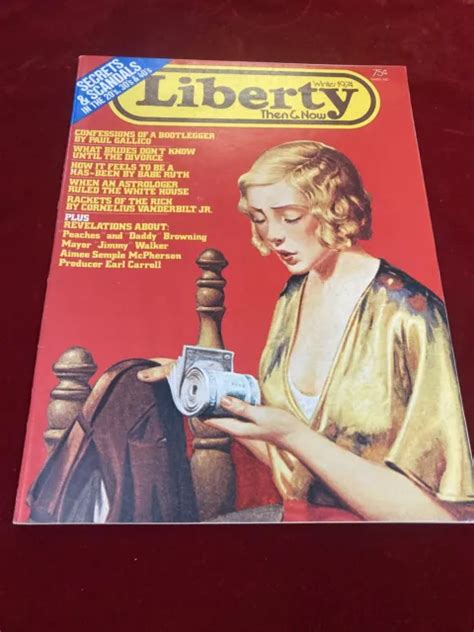 SECRETS
& SCANDALS
IN THE 20's, 30's & 40's
75¢
Liberty
Winter 1974
Then & Now
CONFESSIONS OF A BOOTLEGGER
BY PAUL GALLICO
WHAT BRIDES DON'T KNOW
UNTIL THE DIVORCE
HOW IT FEELS TO BE A
HAS-BEEN BY BABE RUTH
WHEN AN ASTROLOGER
RULED THE WHITE HOUSE
RACKETS OF THE RICH
BY CORNELIUS VANDERBILT JR.
PLUS
REVELATIONS ABOUT:
Peaches and "Daddy" Browning
Mayor "Jimmy" Walker
Aimee Semple McPherson
Producer Earl Carroll